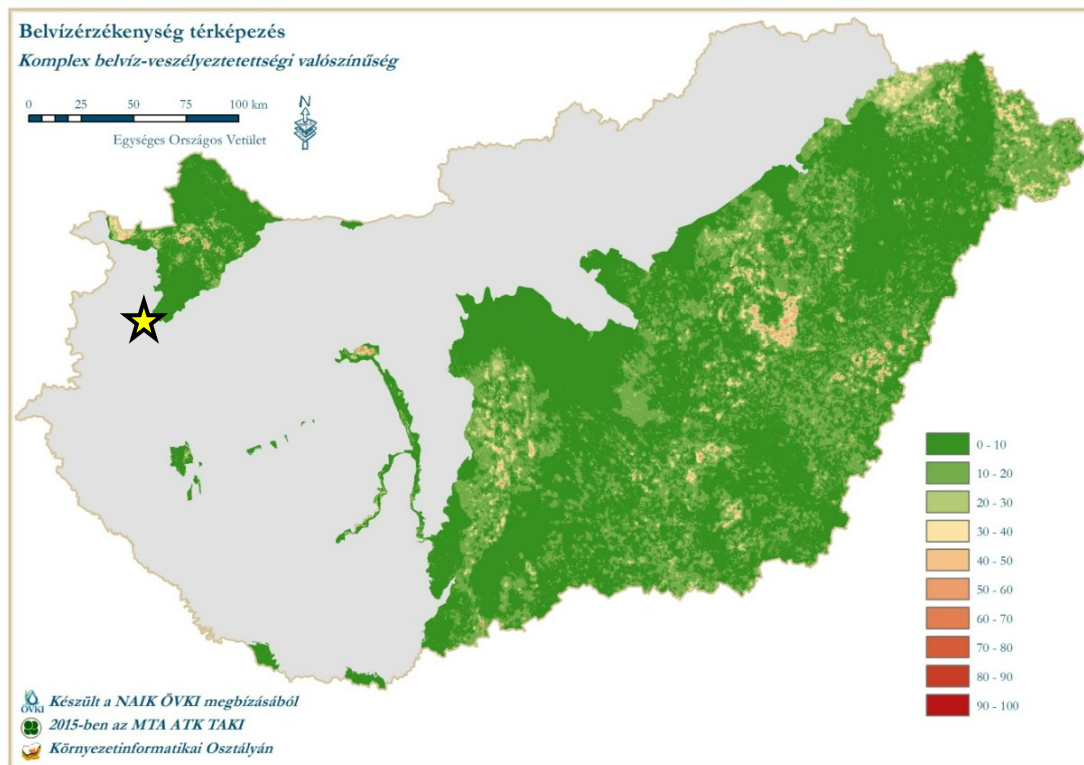 Belvízérzékenység térképezés
Komplex belvíz-veszélyeztetettségi valószínűség
0 25 50 75 100 km
N
Egységes Országos Vetület
0 - 10
10 - 20
20 - 30
30 - 40
40 - 50
50 - 60
60 - 70
70 - 80
80 - 90
90 - 100
ÖVKI Készült a NAIK ÖVKI megbízásából
2015-ben az MTA ATK TAKI
Környezetinformatikai Osztályán